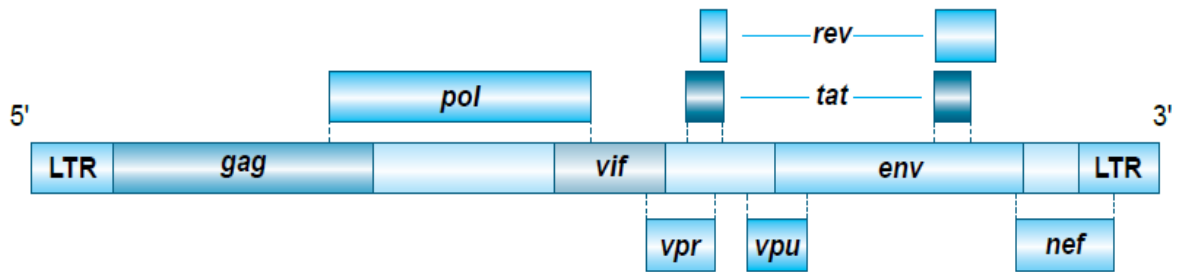 rev
pol
tat
5'
3'
LTR
gag
vif
env
LTR
vpr
vpu
nef